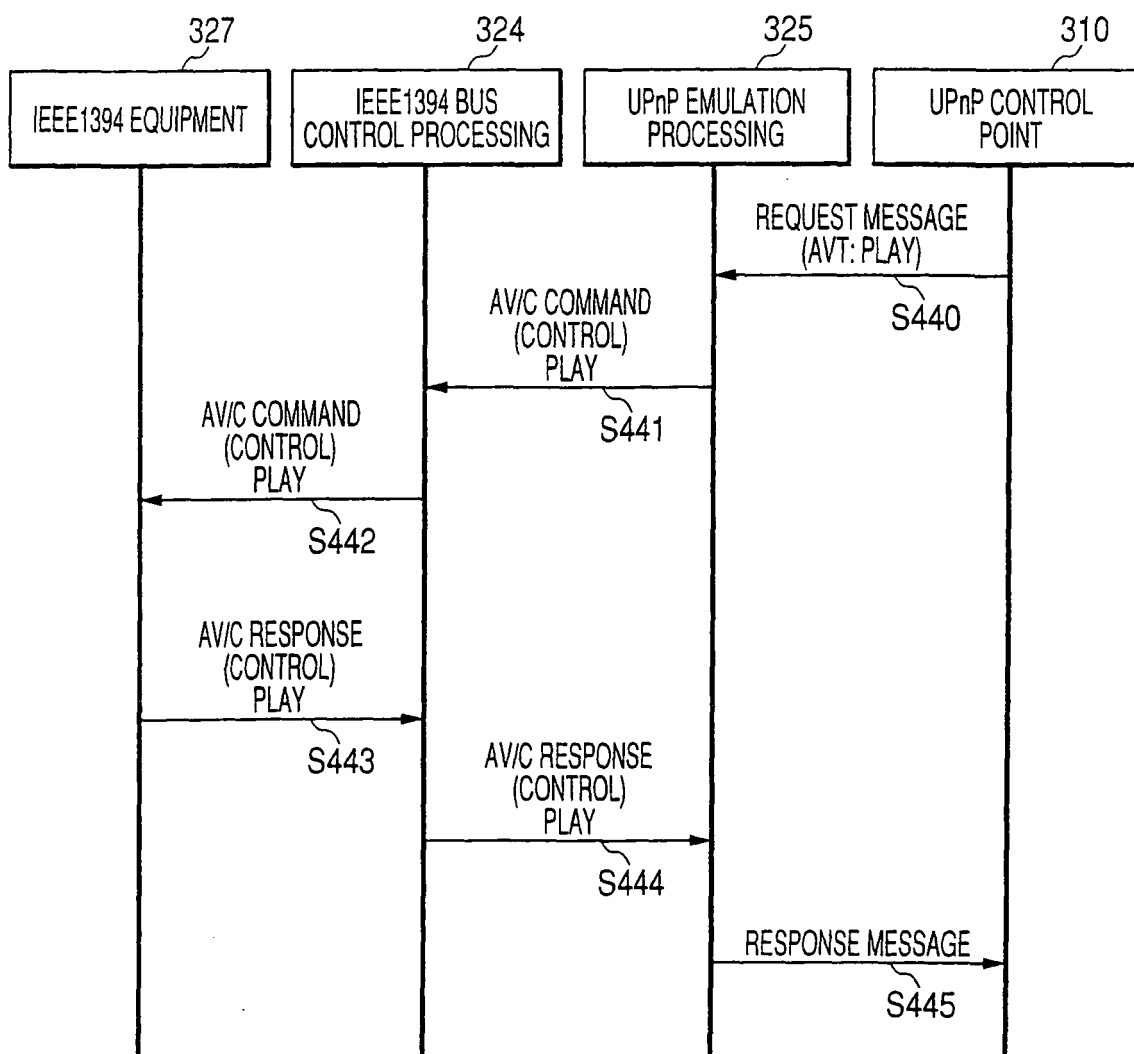 327
324
325
310
IEEE1394 EQUIPMENT
IEEE1394 BUS
CONTROL PROCESSING
UPnP EMULATION
PROCESSING
UPnP CONTROL
POINT
REQUEST MESSAGE
(AVT: PLAY)
S440
AV/C COMMAND
(CONTROL)
PLAY
S441
AV/C COMMAND
(CONTROL)
PLAY
S442
AV/C RESPONSE
(CONTROL)
PLAY
S443
AV/C RESPONSE
(CONTROL)
PLAY
S444
RESPONSE MESSAGE
S445